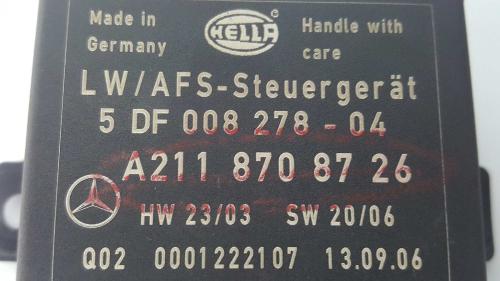 Made in HELLA Handle with
Germany care
LW/AFS-Steuergerät
5 DF 008 278 - 04
A211 870 87 26
HW 23/03 SW 20/06
Q02 0001222107 13.09.06